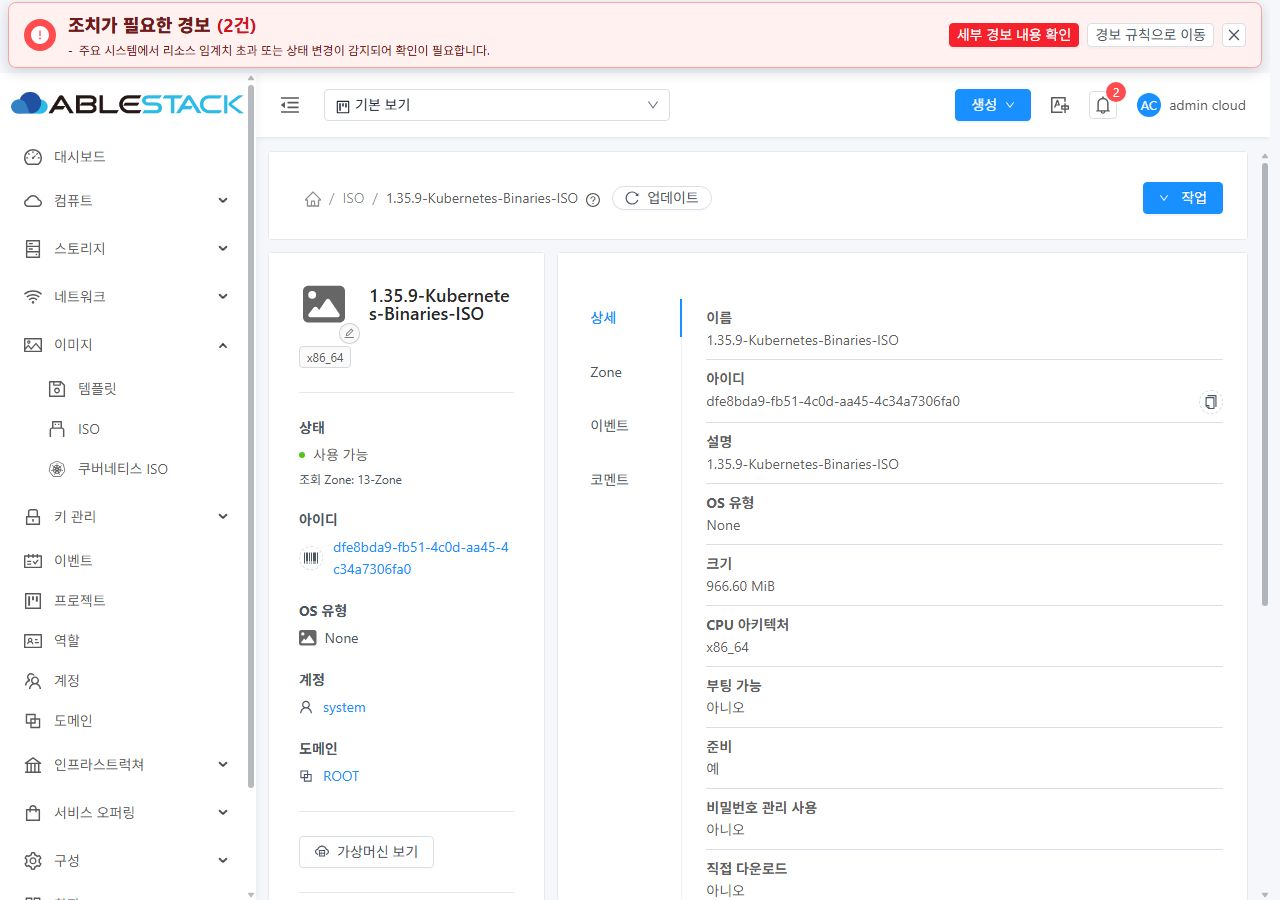 조치가 필요한 경보 (2건)
- 주요 시스템에서 리소스 임계치 초과 또는 상태 변경이 감지되어 확인이 필요합니다.
세부 경보 내용 확인
경보 규칙으로 이동
ABLESTACK
기본 보기
생성
2
AC
admin cloud
대시보드
컴퓨트
스토리지
네트워크
이미지
템플릿
ISO
쿠버네티스 ISO
키 관리
이벤트
프로젝트
역할
계정
도메인
인프라스트럭쳐
서비스 오퍼링
구성
/ ISO / 1.35.9-Kubernetes-Binaries-ISO
업데이트
작업
1.35.9-Kubernete
s-Binaries-ISO
x86_64
상태
사용 가능
조회 Zone: 13-Zone
아이디
dfe8bda9-fb51-4c0d-aa45-4
c34a7306fa0
OS 유형
None
계정
system
도메인
ROOT
가상머신 보기
상세
Zone
이벤트
코멘트
이름
1.35.9-Kubernetes-Binaries-ISO
아이디
dfe8bda9-fb51-4c0d-aa45-4c34a7306fa0
설명
1.35.9-Kubernetes-Binaries-ISO
OS 유형
None
크기
966.60 MiB
CPU 아키텍처
x86_64
부팅 가능
아니오
준비
예
비밀번호 관리 사용
아니오
직접 다운로드
아니오